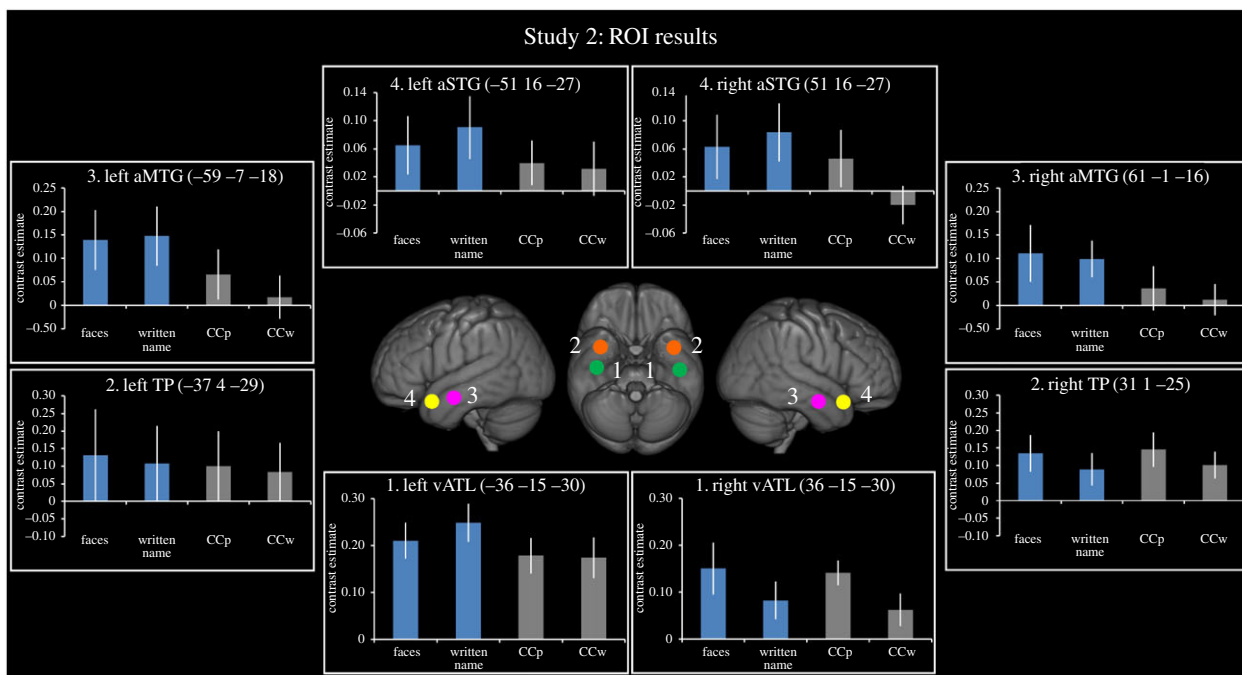 Study 2: ROI results
4. left aSTG (–51 16 –27)
contrast estimate
0.14
0.10
0.06
0.02
–0.02
–0.06
faces
written
name
CCp
CCw
4. right aSTG (51 16 –27)
contrast estimate
0.14
0.10
0.06
0.02
–0.02
–0.06
faces
written
name
CCp
CCw
3. left aMTG (–59 –7 –18)
contrast estimate
0.25
0.20
0.15
0.10
0.05
0
–0.50
faces
written
name
CCp
CCw
3. right aMTG (61 –1 –16)
contrast estimate
0.25
0.20
0.15
0.10
0.05
0
–0.50
faces
written
name
CCp
CCw
2
2
1
1
4
3
3
4
2. left TP (–37 4 –29)
contrast estimate
0.30
0.25
0.20
0.15
0.10
0.05
0
–0.05
–0.10
faces
written
name
CCp
CCw
2. right TP (31 1 –25)
contrast estimate
0.30
0.25
0.20
0.15
0.10
0.05
0
–0.05
–0.10
faces
written
name
CCp
CCw
1. left vATL (–36 –15 –30)
contrast estimate
0.30
0.20
0.10
0
faces
written
name
CCp
CCw
1. right vATL (36 –15 –30)
contrast estimate
0.30
0.20
0.10
0
faces
written
name
CCp
CCw